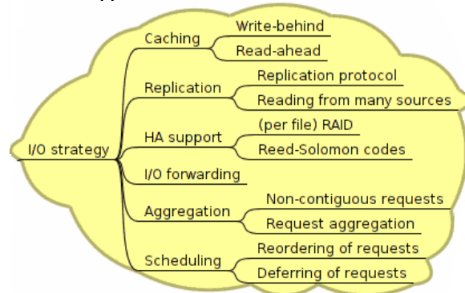 Caching
Write-behind
Read-ahead
Replication
Replication protocol
Reading from many sources
I/O strategy
HA support
(per file) RAID
Reed-Solomon codes
I/O forwarding
Aggregation
Non-contiguous requests
Request aggregation
Scheduling
Reordering of requests
Deferring of requests